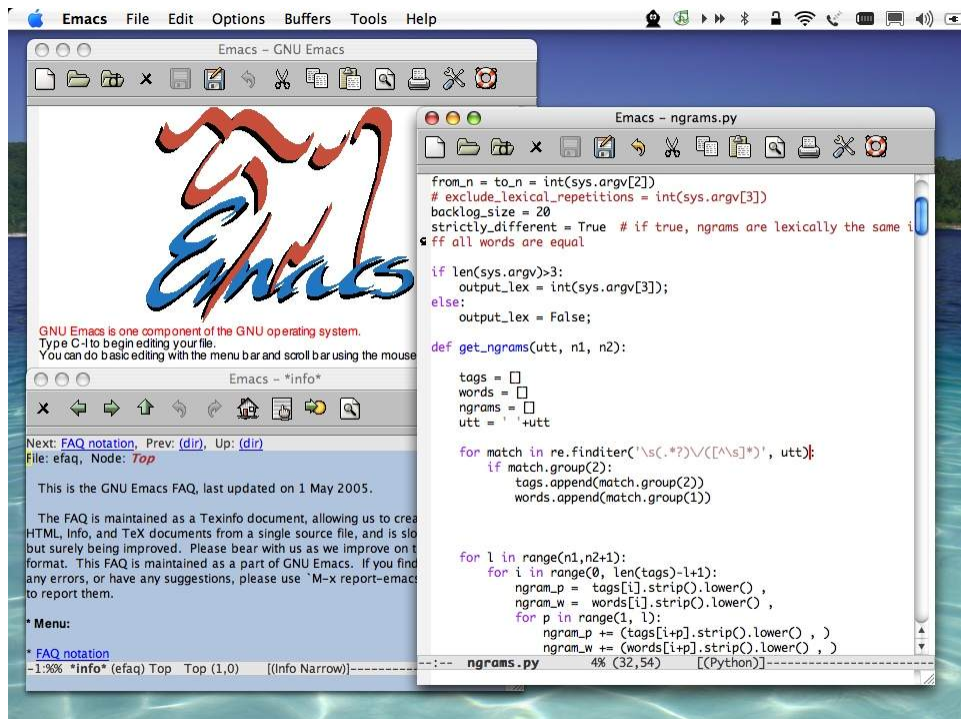 Emacs File Edit Options Buffers Tools Help
Emacs – GNU Emacs
Emacs
GNU Emacs is one component of the GNU operating system.
Type C-l to begin editing your file.
You can do basic editing with the menu bar and scroll bar using the mouse
Emacs – *info*
Next: FAQ notation, Prev: (dir), Up: (dir)
File: efaq, Node: Top
This is the GNU Emacs FAQ, last updated on 1 May 2005.
The FAQ is maintained as a Texinfo document, allowing us to crea
HTML, Info, and TeX documents from a single source file, and is slo
but surely being improved. Please bear with us as we improve on t
format. This FAQ is maintained as a part of GNU Emacs. If you find
any errors, or have any suggestions, please use `M-x report-emacs
to report them.
* Menu:
* FAQ notation
-1:%% *info* (efaq) Top Top (1,0) [(Info Narrow)]----------
Emacs – ngrams.py
from_n = to_n = int(sys.argv[2])
# exclude_lexical_repetitions = int(sys.argv[3])
backlog_size = 20
strictly_different = True # if true, ngrams are lexically the same i
ff all words are equal
if len(sys.argv)>3:
output_lex = int(sys.argv[3]);
else:
output_lex = False;
def get_ngrams(utt, n1, n2):
tags = []
words = []
ngrams = []
utt = ' '+utt
for match in re.finditer('\s(.*?)\/([^\s]*)', utt):
if match.group(2):
tags.append(match.group(2))
words.append(match.group(1))
for l in range(n1,n2+1):
for i in range(0, len(tags)-l+1):
ngram_p = tags[i].strip().lower() ,
ngram_w = words[i].strip().lower() ,
for p in range(1, l):
ngram_p += (tags[i+p].strip().lower() , )
ngram_w += (words[i+p].strip().lower() , )
--:-- ngrams.py 4% (32,54) [(Python)]-----------------------